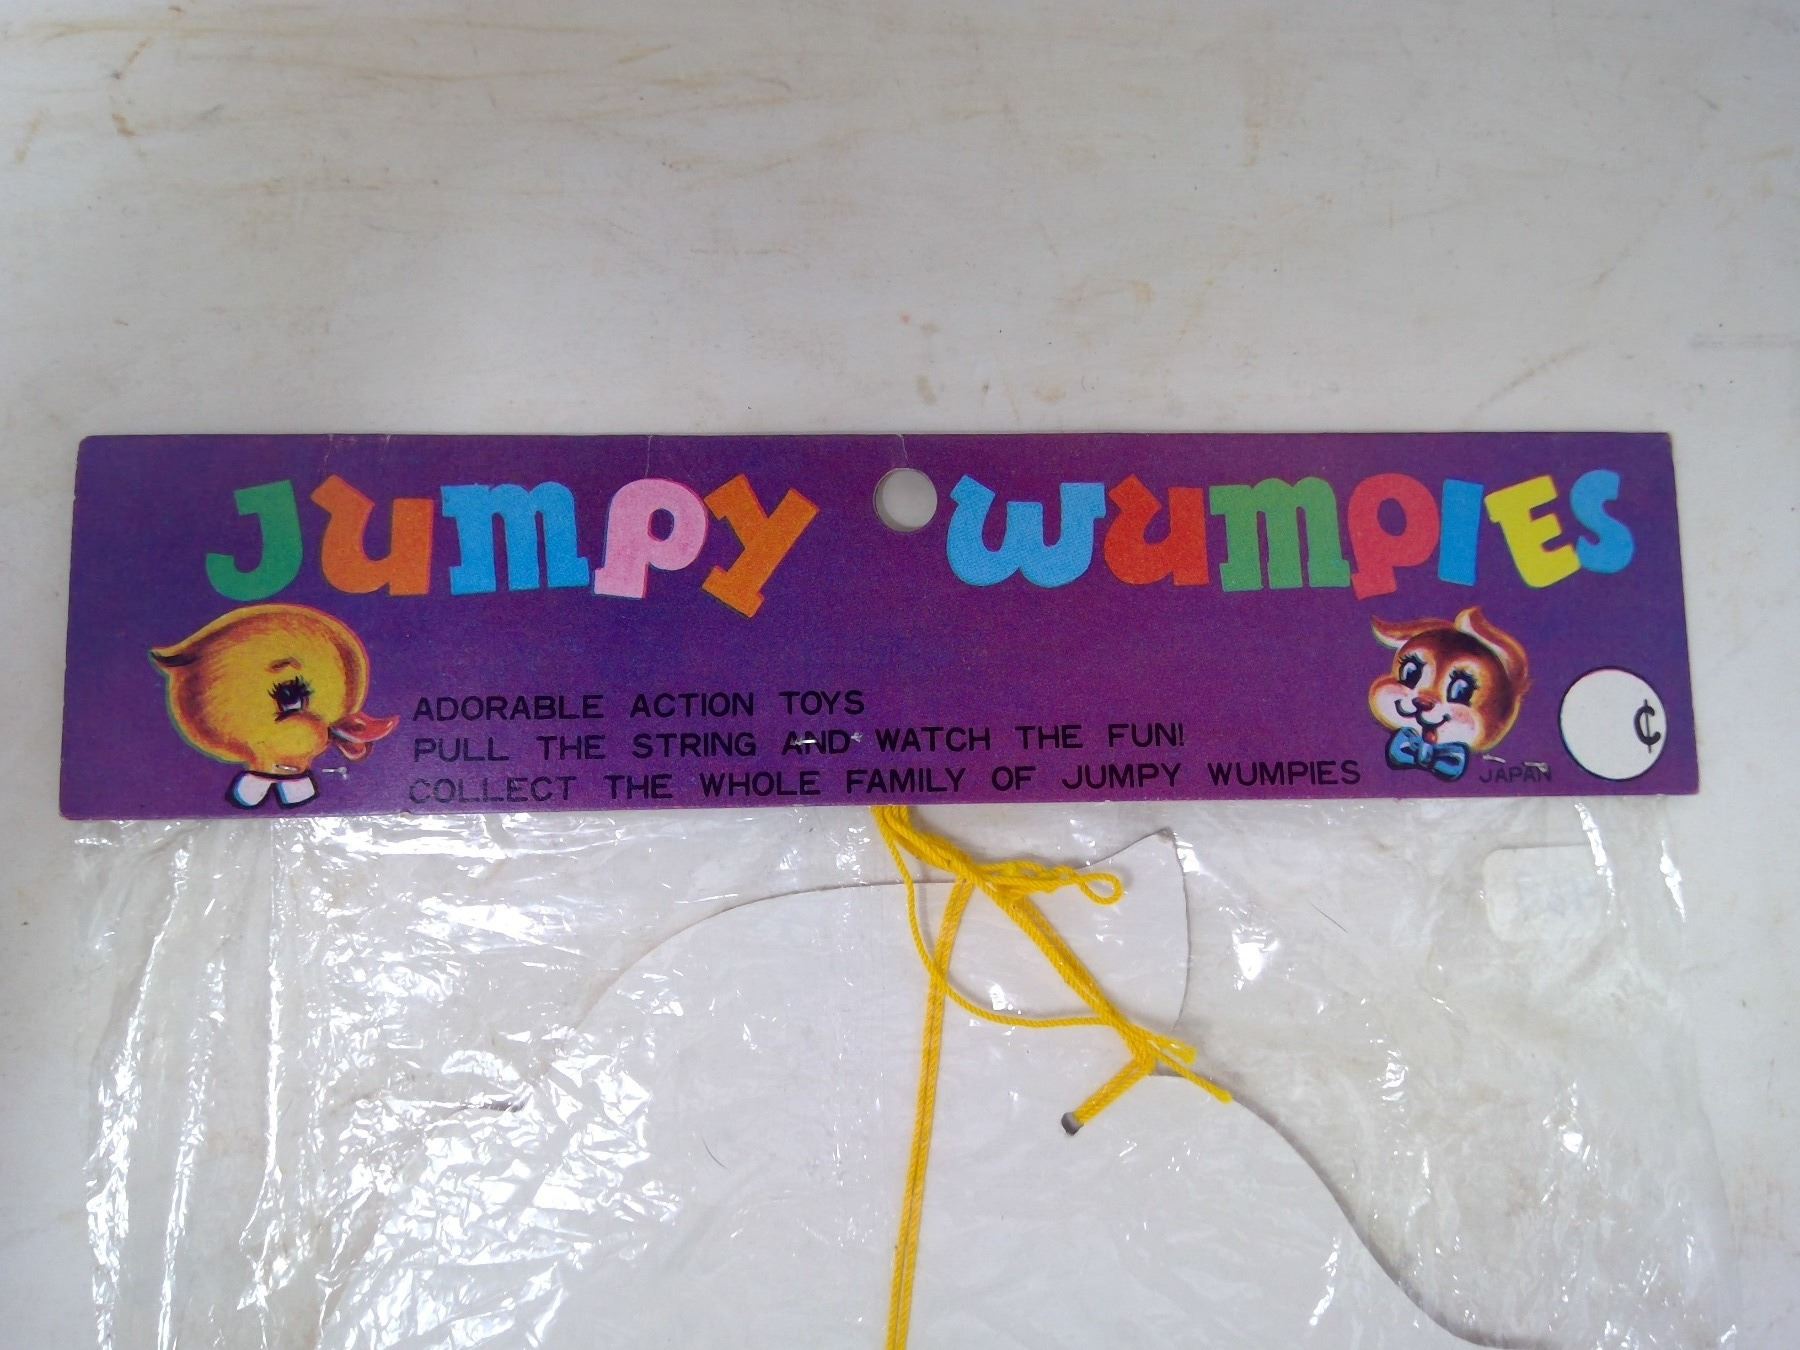 Jumpy Wumpies
ADORABLE ACTION TOYS
PULL THE STRING AND WATCH THE FUN!
COLLECT THE WHOLE FAMILY OF JUMPY WUMPIES
JAPAN
¢